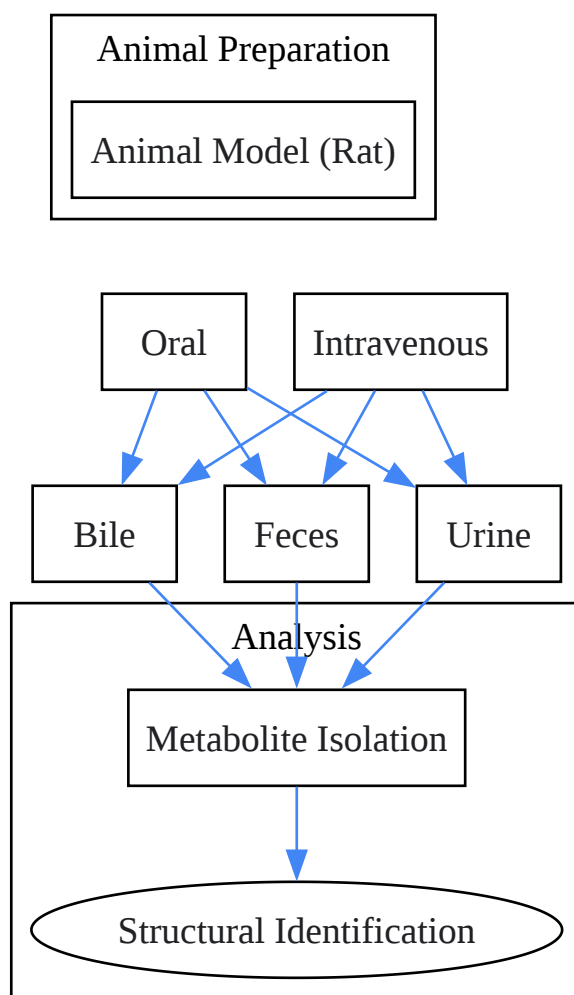 Animal Preparation
Animal Model (Rat)
Oral
Intravenous
Bile
Feces
Urine
Analysis
Metabolite Isolation
Structural Identification